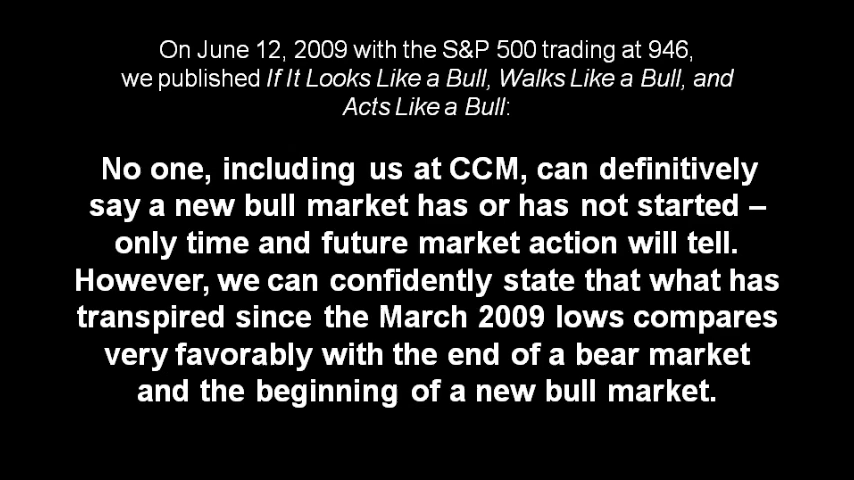 On June 12, 2009 with the S&P 500 trading at 946,
we published If It Looks Like a Bull, Walks Like a Bull, and
Acts Like a Bull:
No one, including us at CCM, can definitively
say a new bull market has or has not started –
only time and future market action will tell.
However, we can confidently state that what has
transpired since the March 2009 lows compares
very favorably with the end of a bear market
and the beginning of a new bull market.